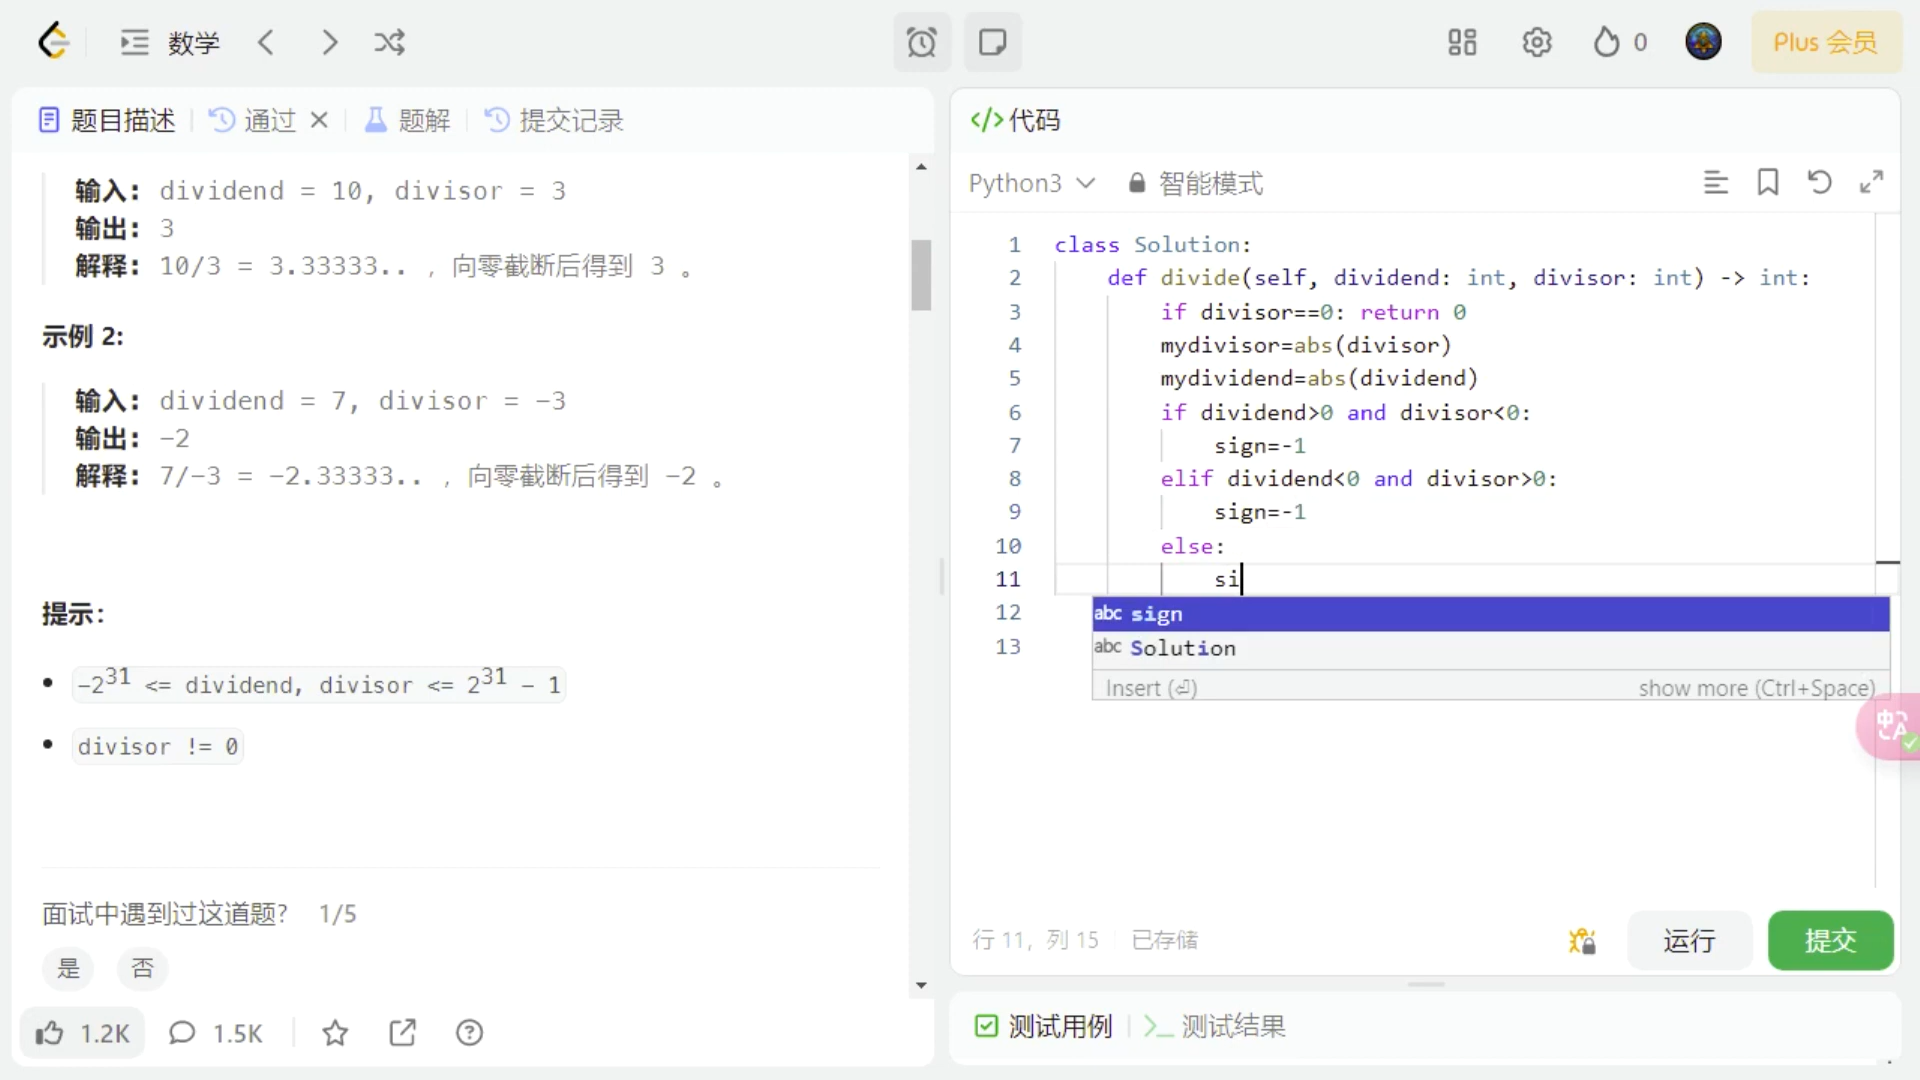 数学
0
Plus 会员
题目描述
通过
题解
提交记录
输入: dividend = 10, divisor = 3
输出: 3
解释: 10/3 = 3.33333.. , 向零截断后得到 3 。
示例 2:
输入: dividend = 7, divisor = -3
输出: -2
解释: 7/-3 = -2.33333.. , 向零截断后得到 -2 。
提示:
-2^31 <= dividend, divisor <= 2^31 - 1
divisor != 0
面试中遇到过这道题? 1/5
是 否
1.2K 1.5K
</>代码
Python3 智能模式
1 class Solution:
2 def divide(self, dividend: int, divisor: int) -> int:
3 if divisor==0: return 0
4 mydivisor=abs(divisor)
5 mydividend=abs(dividend)
6 if dividend>0 and divisor<0:
7 sign=-1
8 elif dividend<0 and divisor>0:
9 sign=-1
10 else:
11 si
12
13
abc sign
abc Solution
Insert (⏎) show more (Ctrl+Space)
中A
行 11, 列 15 已存储
运行
提交
测试用例
测试结果